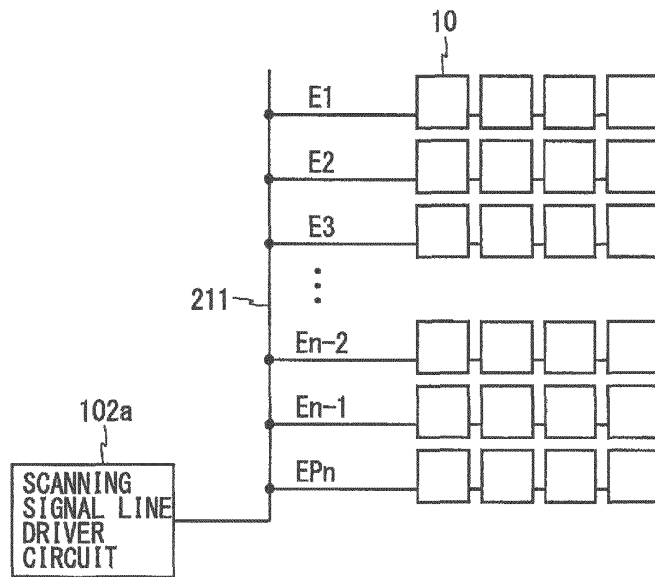 10
E1
E2
E3
211
En-2
En-1
EPn
102a
SCANNING
SIGNAL LINE
DRIVER
CIRCUIT